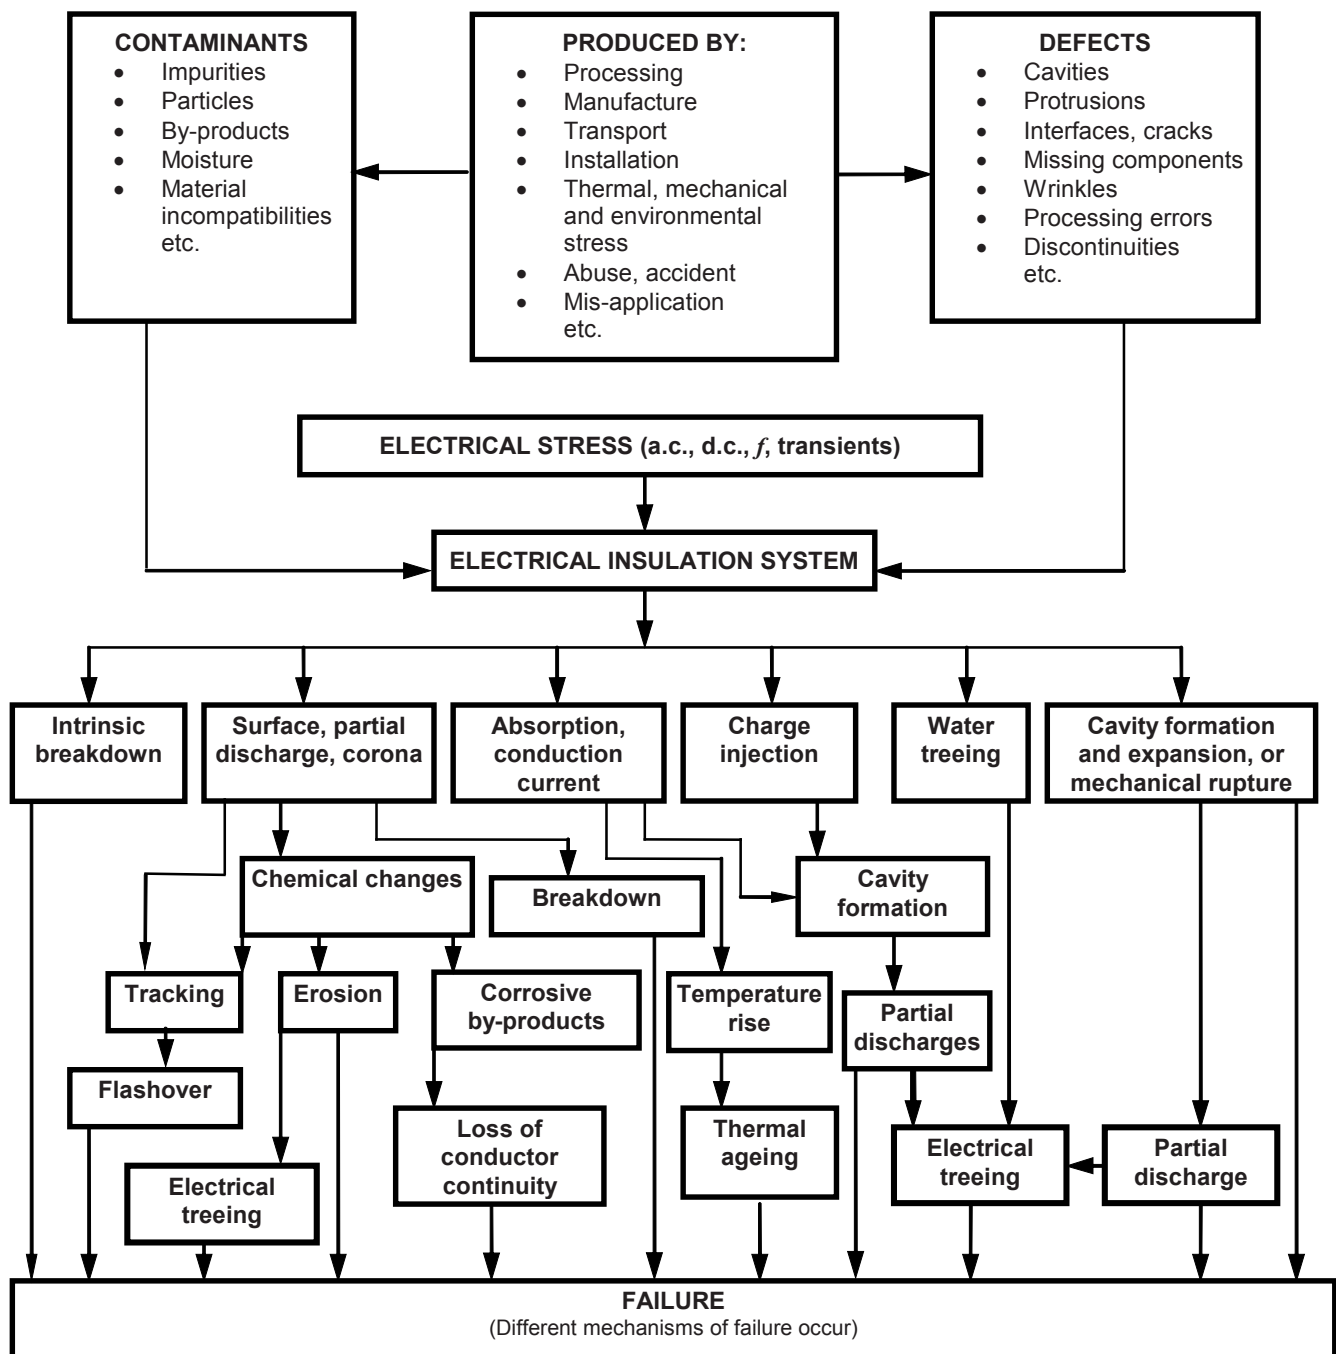 CONTAMINANTS
• Impurities
• Particles
• By-products
• Moisture
• Material
incompatibilities
etc.
PRODUCED BY:
• Processing
• Manufacture
• Transport
• Installation
• Thermal, mechanical
and environmental
stress
• Abuse, accident
• Mis-application
etc.
DEFECTS
• Cavities
• Protrusions
• Interfaces, cracks
• Missing components
• Wrinkles
• Processing errors
• Discontinuities
etc.
ELECTRICAL STRESS (a.c., d.c., f, transients)
ELECTRICAL INSULATION SYSTEM
Intrinsic
breakdown
Surface, partial
discharge, corona
Absorption,
conduction
current
Charge
injection
Water
treeing
Cavity formation
and expansion, or
mechanical rupture
Chemical changes
Breakdown
Cavity
formation
Tracking
Erosion
Corrosive
by-products
Temperature
rise
Partial
discharges
Flashover
Loss of
conductor
continuity
Thermal
ageing
Electrical
treeing
Partial
discharge
Electrical
treeing
FAILURE
(Different mechanisms of failure occur)